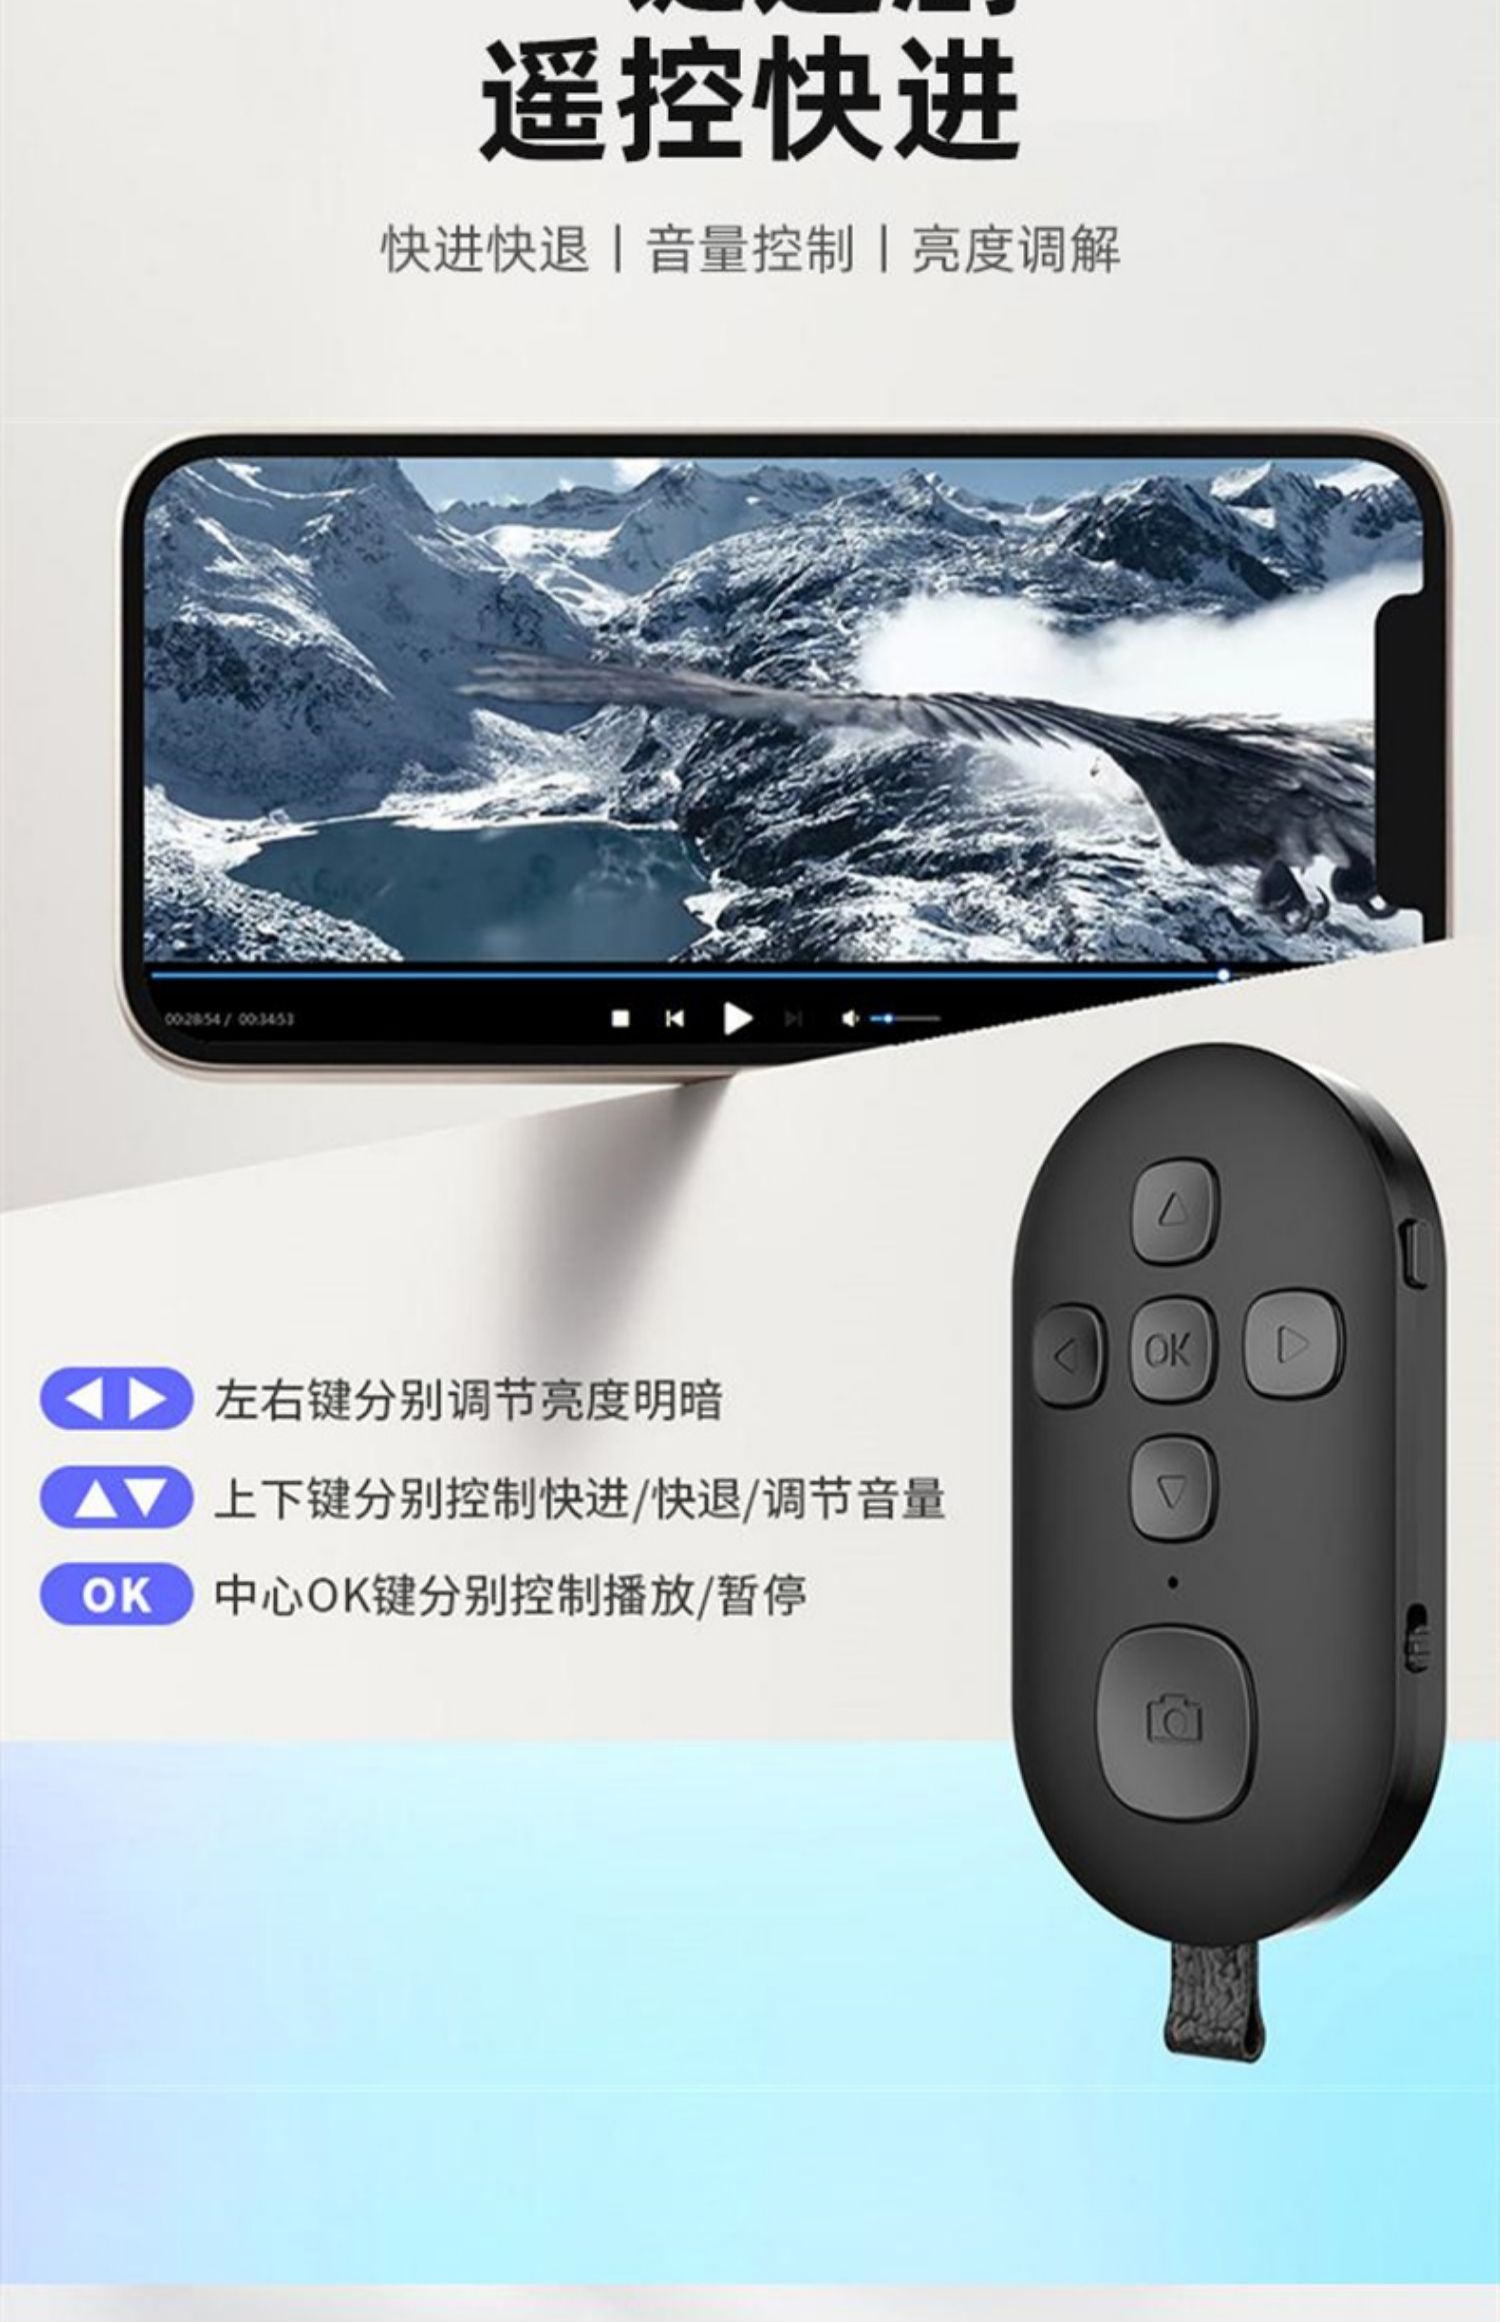 遥控快进
快进快退丨音量控制丨亮度调解
00:28:54 / 00:34:53
OK
左右键分别调节亮度明暗
上下键分别控制快进/快退/调节音量
OK 中心OK键分别控制播放/暂停